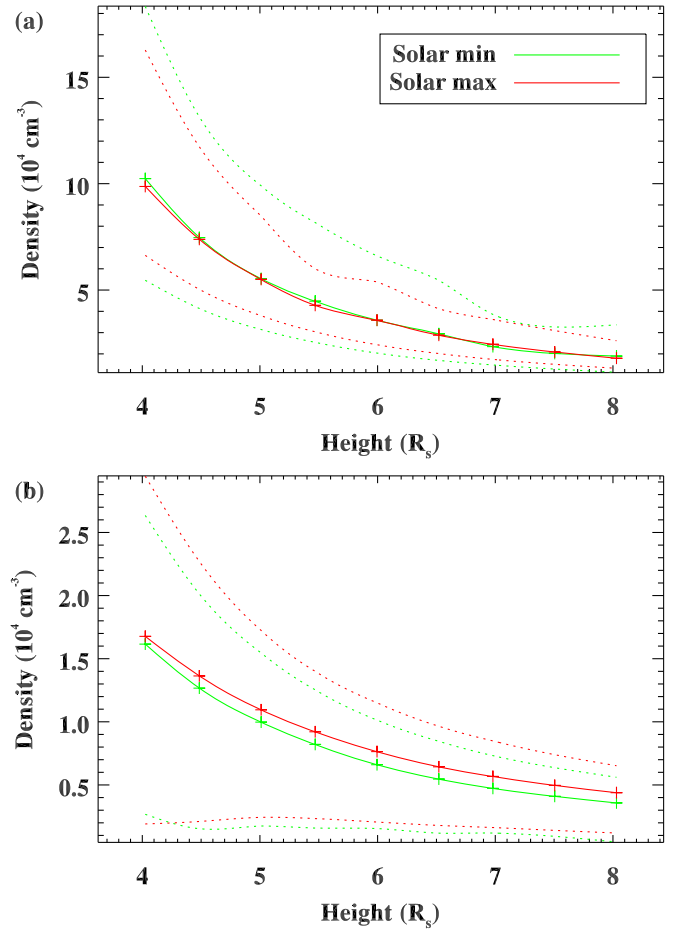 (a)
Solar min
Solar max
15
10
5
Density (10⁴ cm⁻³)
4 5 6 7 8
Height (Rₛ)
(b)
2.5
2.0
1.5
1.0
0.5
Density (10⁴ cm⁻³)
4 5 6 7 8
Height (Rₛ)